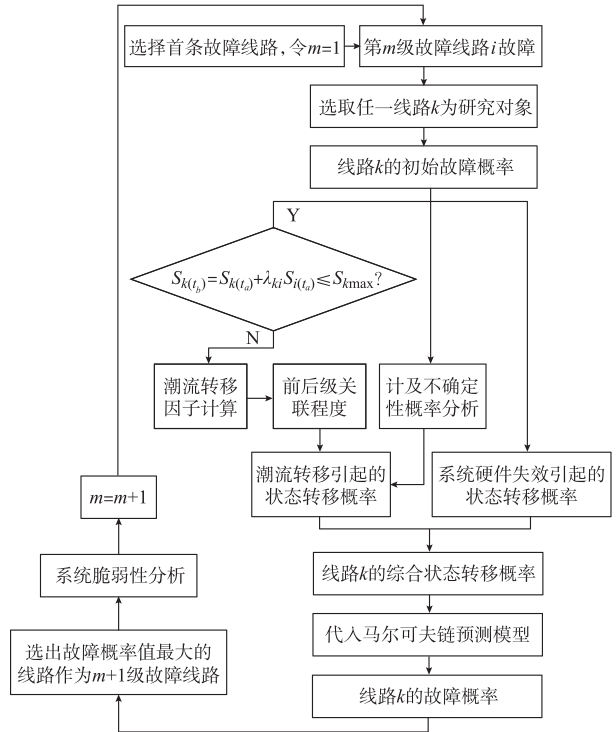 选择首条故障线路,令m=1
第m级故障线路i故障
选取任一线路k为研究对象
线路k的初始故障概率
Y
S_{k(t_b)}=S_{k(t_a)}+λ_{ki}S_{i(t_a)}≤S_{kmax}?
N
潮流转移
因子计算
前后级关
联程度
计及不确定
性概率分析
潮流转移引起的
状态转移概率
系统硬件失效引起的
状态转移概率
m=m+1
线路k的综合状态转移概率
系统脆弱性分析
代入马尔可夫链预测模型
选出故障概率值最大的
线路作为m+1级故障线路
线路k的故障概率